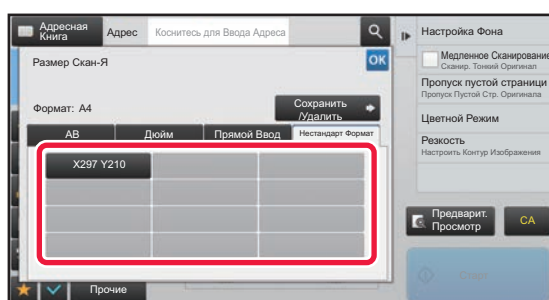 Адресная
Книга
Адрес
Коснитесь для Ввода Адреса
Размер Скан-Я
OK
Формат: A4
Сохранить
/Удалить
AB
Дюйм
Прямой Ввод
Нестандарт Формат
X297 Y210
Прочие
Настройка Фона
Медленное Сканирование
Сканир. Тонкий Оригинал
Пропуск пустой страници
Пропуск Пустой Стр. Оригинала
Цветной Режим
Резкость
Настроить Контур Изображения
Предварит.
Просмотр
CA
Старт